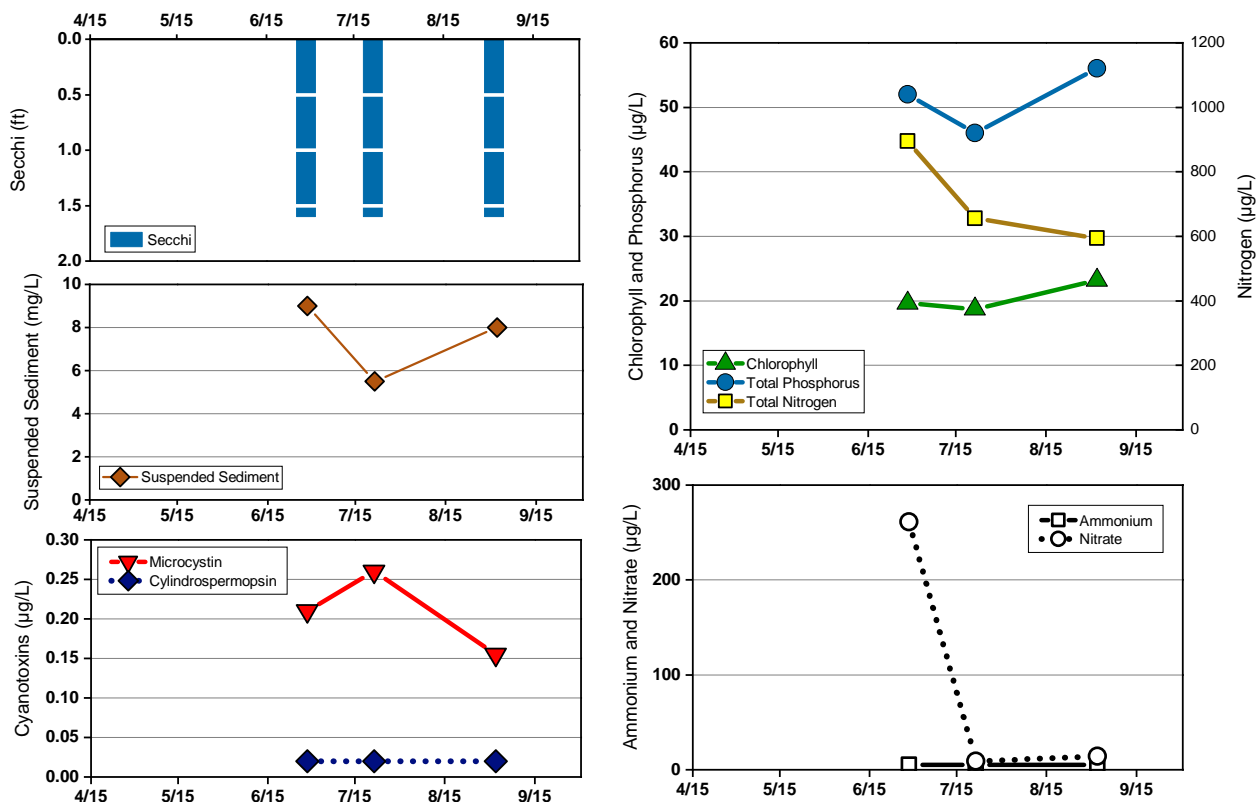 4/15 5/15 6/15 7/15 8/15 9/15
0.0
0.5
1.0
1.5
2.0
Secchi (ft)
Secchi
10
8
6
4
2
0
Suspended Sediment (mg/L)
Suspended Sediment
4/15 5/15 6/15 7/15 8/15 9/15
0.30
0.25
0.20
0.15
0.10
0.05
0.00
Cyanotoxins (µg/L)
Microcystin
Cylindrospermopsin
4/15 5/15 6/15 7/15 8/15 9/15
60
50
40
30
20
10
0
Chlorophyll and Phosphorus (µg/L)
1200
1000
800
600
400
200
0
Nitrogen (µg/L)
Chlorophyll
Total Phosphorus
Total Nitrogen
4/15 5/15 6/15 7/15 8/15 9/15
300
200
100
0
Ammonium and Nitrate (µg/L)
Ammonium
Nitrate
4/15 5/15 6/15 7/15 8/15 9/15